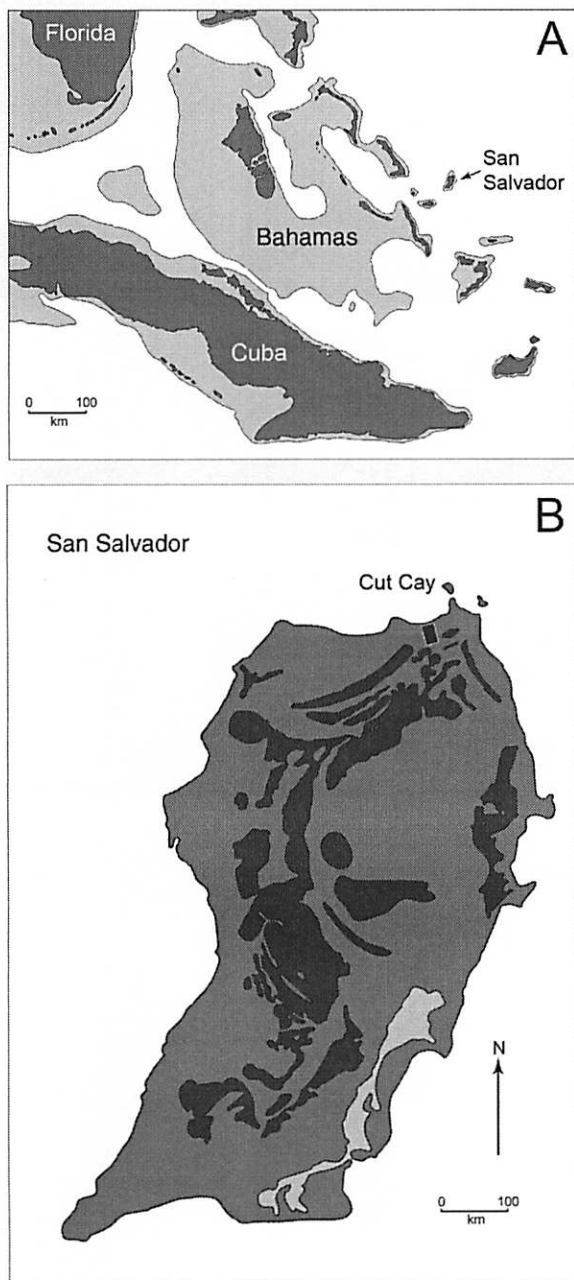 Florida
A
San
Salvador
Bahamas
Cuba
0 100
km
B
San Salvador
Cut Cay
N
0 100
km